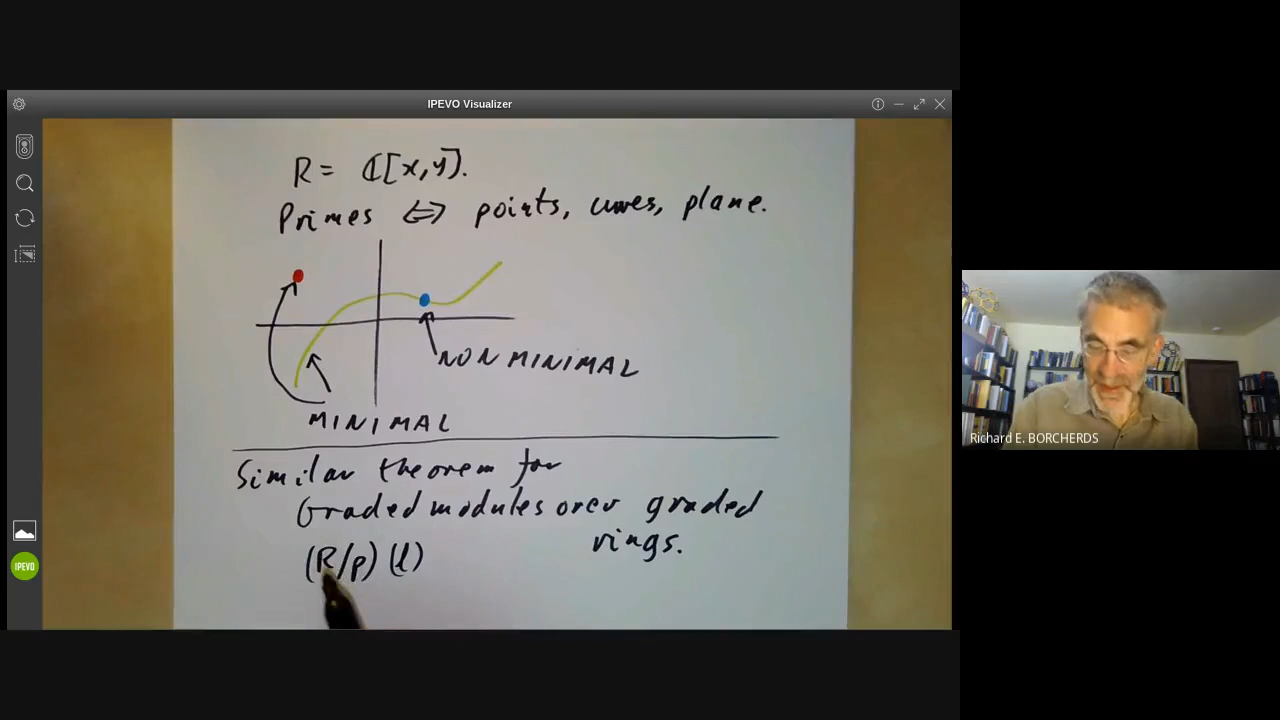 IPEVO Visualizer
R = ℂ[x,y].
Primes ⇔ points, curves, plane.
NON MINIMAL
MINIMAL
Similar theorem for
Graded modules over graded
rings.
(R/p)(l)
Richard E. BORCHERDS
IPEVO